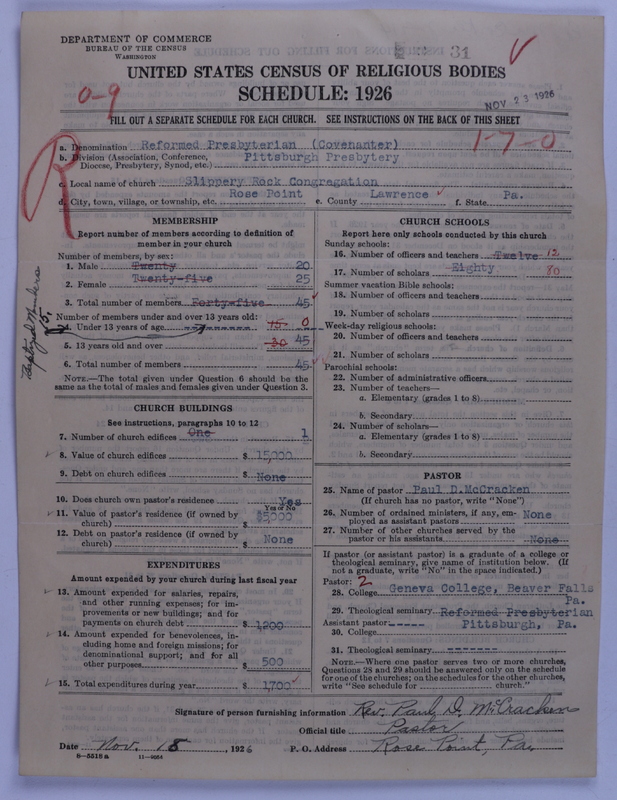 DEPARTMENT OF COMMERCE
BUREAU OF THE CENSUS
WASHINGTON
31
UNITED STATES CENSUS OF RELIGIOUS BODIES
SCHEDULE: 1926
0-9
NOV 23 1926
FILL OUT A SEPARATE SCHEDULE FOR EACH CHURCH. SEE INSTRUCTIONS ON THE BACK OF THIS SHEET
1-7-0
R
a. Denomination Reformed Presbyterian (Covenanter)
b. Division (Association, Conference, Diocese, Presbytery, Synod, etc.) Pittsburgh Presbytery
c. Local name of church Slippery Rock Congregation
d. City, town, village, or township, etc. Rose Point e. County Lawrence f. State Pa.
MEMBERSHIP
Report number of members according to definition of
member in your church
Number of members, by sex:
1. Male Twenty 20
2. Female Twenty-five 25
3. Total number of members Forty-five 45
Number of members under and over 13 years old:
Baptized Members 15,
4. Under 13 years of age 15 0
5. 13 years old and over 30 45
6. Total number of members 45
NOTE.—The total given under Question 6 should be the
same as the total of males and females given under Question 3.
CHURCH BUILDINGS
See instructions, paragraphs 10 to 12
7. Number of church edifices One 1
8. Value of church edifices $ 15,000
9. Debt on church edifices $ None
10. Does church own pastor's residence Yes
Yes or No
11. Value of pastor's residence (if owned by
church) $ $5000
12. Debt on pastor's residence (if owned by
church) $ None
EXPENDITURES
Amount expended by your church during last fiscal year
13. Amount expended for salaries, repairs,
and other running expenses; for im-
provements or new buildings; and for
payments on church debt $ 1,200
14. Amount expended for benevolences, in-
cluding home and foreign missions; for
denominational support; and for all
other purposes $ 500
15. Total expenditures during year $ 1,700
CHURCH SCHOOLS
Report here only schools conducted by this church
Sunday schools:
16. Number of officers and teachers Twelve 12
17. Number of scholars Eighty 80
Summer vacation Bible schools:
18. Number of officers and teachers
19. Number of scholars
Week-day religious schools:
20. Number of officers and teachers
21. Number of scholars
Parochial schools:
22. Number of administrative officers
23. Number of teachers—
a. Elementary (grades 1 to 8)
b. Secondary
24. Number of scholars—
a. Elementary (grades 1 to 8)
b. Secondary
PASTOR
25. Name of pastor Paul D.McCracken
(If church has no pastor, write "None")
26. Number of ordained ministers, if any, em-
ployed as assistant pastors None
27. Number of other churches served by the
pastor or his assistants None
If pastor (or assistant pastor) is a graduate of a college or
theological seminary, give name of institution below. (If
not a graduate, write "No" in the space indicated.)
Pastor: 2
28. College Geneva College, Beaver Falls
Pa.
29. Theological seminary Reformed Presbyterian
Assistant pastor: Pittsburgh, Pa.
30. College
31. Theological seminary
NOTE.—Where one pastor serves two or more churches,
Questions 28 and 29 should be answered only on the schedule
for one of the churches; on the schedules for the other churches,
write "See schedule for church."
Signature of person furnishing information Rev. Paul D. McCracken
Official title Pastor
Date Nov. 18, 1926 P. O. Address Rose Point, Pa.
8-5518a 11-9054